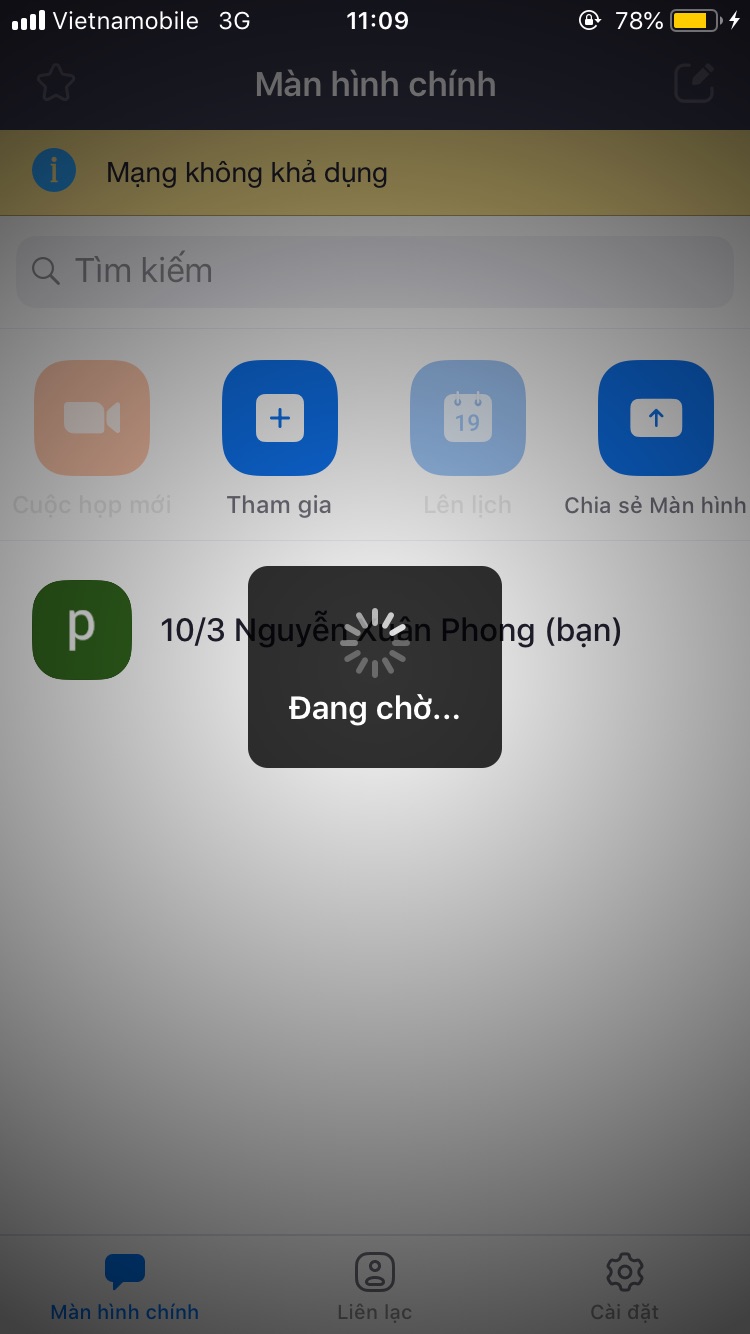 Vietnamobile 3G 11:09 78%
Màn hình chính
i Mạng không khả dụng
Tìm kiếm
19
Cuộc họp mới Tham gia Lên lịch Chia sẻ Màn hình
p 10/3 Nguyễn Xuân Phong (bạn)
Đang chờ...
Màn hình chính Liên lạc Cài đặt